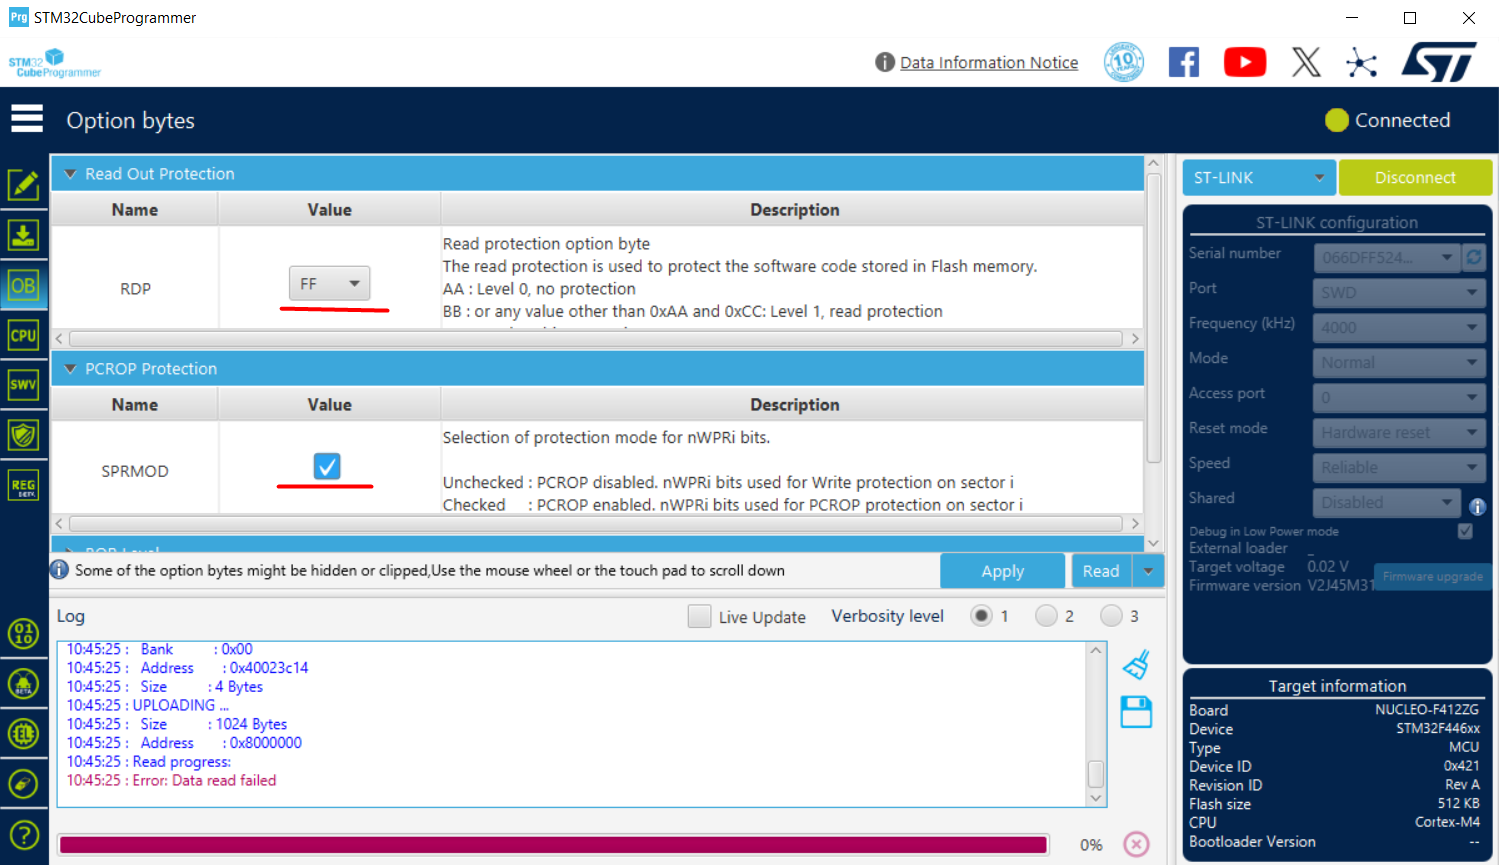 Prg STM32CubeProgrammer
STM32
CubeProgrammer
Data Information Notice
10
Option bytes
Connected
Read Out Protection
Name Value Description
RDP
FF
Read protection option byte
The read protection is used to protect the software code stored in Flash memory.
AA : Level 0, no protection
BB : or any value other than 0xAA and 0xCC: Level 1, read protection
PCROP Protection
Name Value Description
SPRMOD
Selection of protection mode for nWPRi bits.
Unchecked : PCROP disabled. nWPRi bits used for Write protection on sector i
Checked : PCROP enabled. nWPRi bits used for PCROP protection on sector i
Some of the option bytes might be hidden or clipped,Use the mouse wheel or the touch pad to scroll down
Apply
Read
Log
Live Update
Verbosity level
1
2
3
10:45:25 : Bank : 0x00
10:45:25 : Address : 0x40023c14
10:45:25 : Size : 4 Bytes
10:45:25 : UPLOADING ...
10:45:25 : Size : 1024 Bytes
10:45:25 : Address : 0x8000000
10:45:25 : Read progress:
10:45:25 : Error: Data read failed
0%
OB
CPU
SWV
REG
01
10
BETA
EL
?
ST-LINK
Disconnect
ST-LINK configuration
Serial number 066DFF524...
Port SWD
Frequency (kHz) 4000
Mode Normal
Access port 0
Reset mode Hardware reset
Speed Reliable
Shared Disabled
Debug in Low Power mode
External loader _
Target voltage 0.02 V
Firmware version V2J45M31
Firmware upgrade
Target information
Board NUCLEO-F412ZG
Device STM32F446xx
Type MCU
Device ID 0x421
Revision ID Rev A
Flash size 512 KB
CPU Cortex-M4
Bootloader Version --